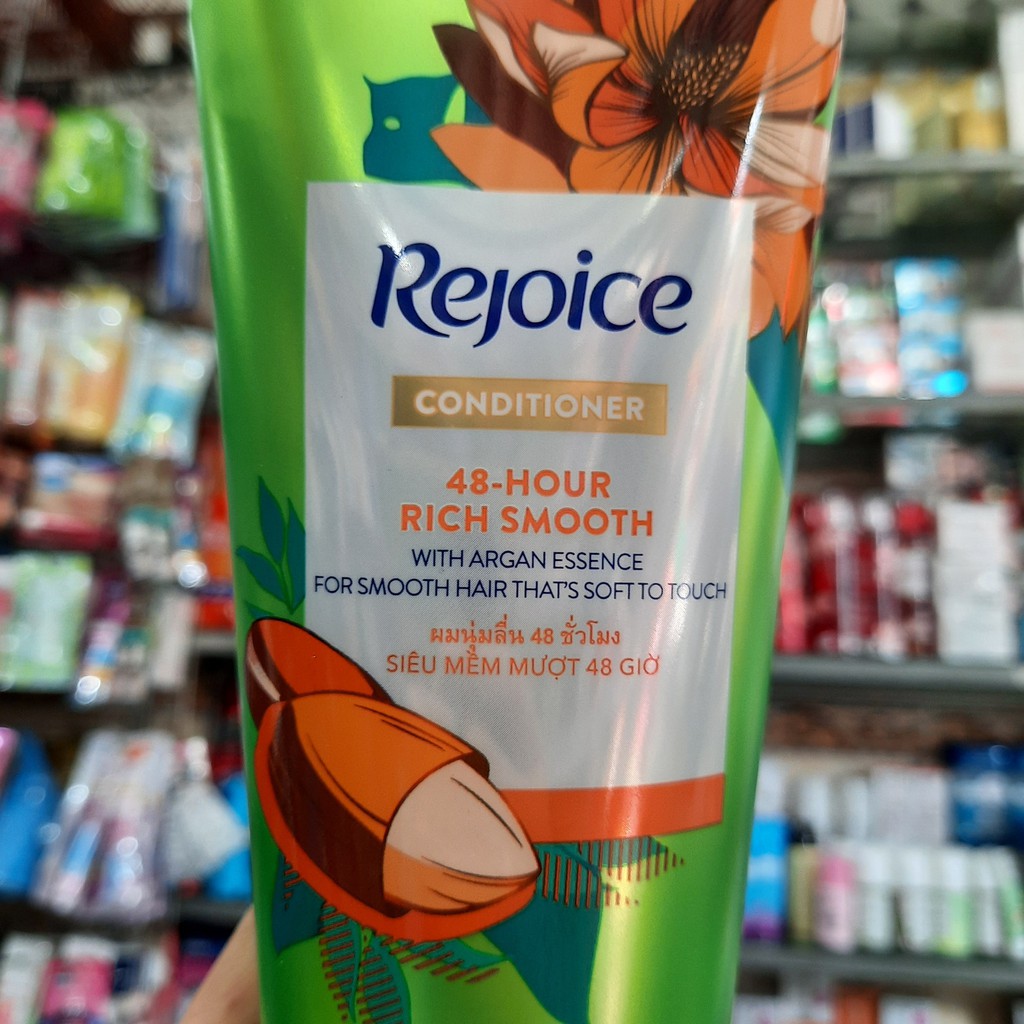 Rejoice
CONDITIONER
48-HOUR
RICH SMOOTH
WITH ARGAN ESSENCE
FOR SMOOTH HAIR THAT'S SOFT TO TOUCH
ผมนุ่มลื่น 48 ชั่วโมง
SIÊU MỀM MƯỢT 48 GIỜ